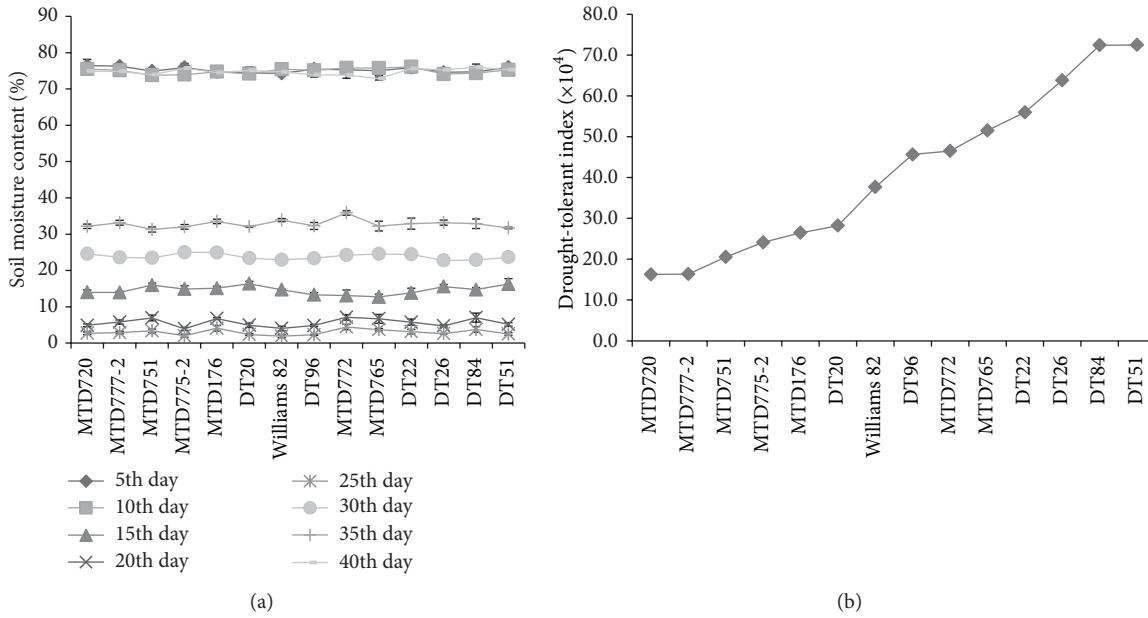 90
80
70
60
50
40
30
20
10
0
Soil moisture content (%)
MTD720
MTD777-2
MTD751
MTD775-2
MTD176
DT20
Williams 82
DT96
MTD772
MTD765
DT22
DT26
DT84
DT51
5th day
10th day
15th day
20th day
25th day
30th day
35th day
40th day
(a)
80.0
70.0
60.0
50.0
40.0
30.0
20.0
10.0
0.0
Drought-tolerant index (×10⁴)
MTD720
MTD777-2
MTD751
MTD775-2
MTD176
DT20
Williams 82
DT96
MTD772
MTD765
DT22
DT26
DT84
DT51
(b)